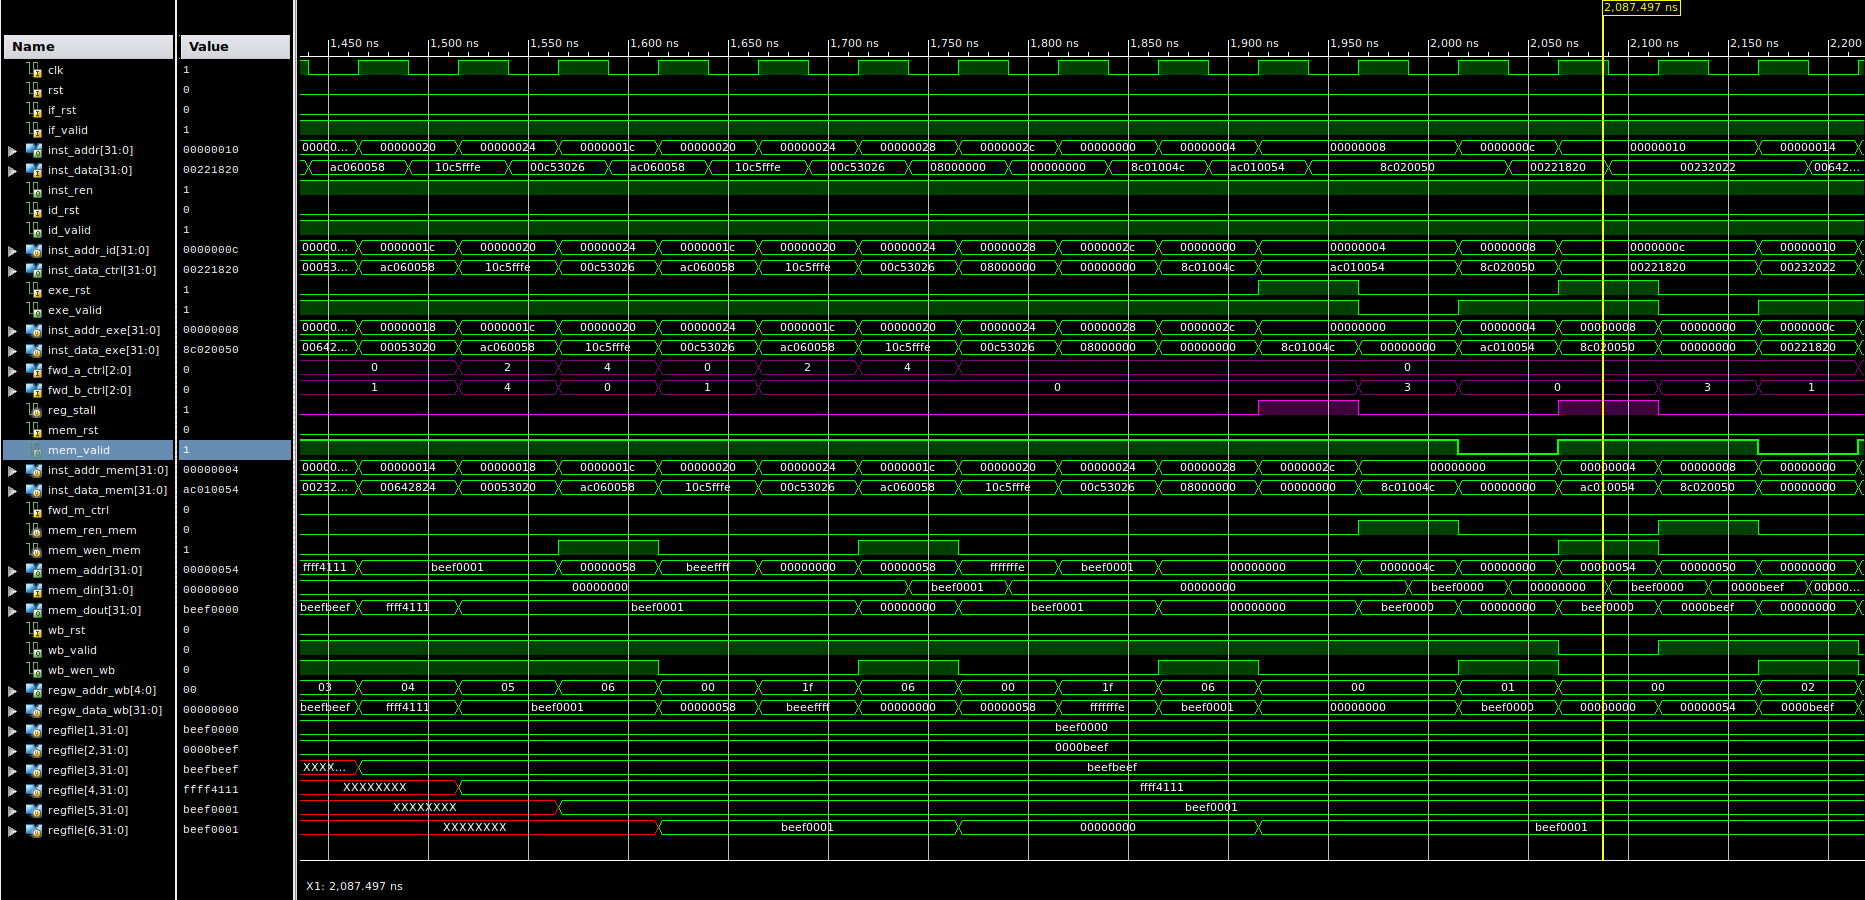 2,087.497 ns
Name Value 1,450 ns 1,500 ns 1,550 ns 1,600 ns 1,650 ns 1,700 ns 1,750 ns 1,800 ns 1,850 ns 1,900 ns 1,950 ns 2,000 ns 2,050 ns 2,100 ns 2,150 ns 2,200
clk 1
rst 0
if_rst 0
if_valid 1
inst_addr[31:0] 00000010 00000... 00000020 00000024 0000001c 00000020 00000024 00000028 0000002c 00000000 00000004 00000008 0000000c 00000010 00000014
inst_data[31:0] 00221820 ac060058 10c5fffe 00c53026 ac060058 10c5fffe 00c53026 08000000 00000000 8c01004c ac010054 8c020050 00221820 00232022 00642...
inst_ren 1
id_rst 0
id_valid 1
inst_addr_id[31:0] 0000000c 00000... 0000001c 00000020 00000024 0000001c 00000020 00000024 00000028 0000002c 00000000 00000004 00000008 0000000c 00000010
inst_data_ctrl[31:0] 00221820 00053... ac060058 10c5fffe 00c53026 ac060058 10c5fffe 00c53026 08000000 00000000 8c01004c ac010054 8c020050 00221820 00232022
exe_rst 1
exe_valid 1
inst_addr_exe[31:0] 00000008 00000... 00000018 0000001c 00000020 00000024 0000001c 00000020 00000024 00000028 0000002c 00000000 00000004 00000008 00000000 0000000c
inst_data_exe[31:0] 8c020050 00642... 00053020 ac060058 10c5fffe 00c53026 ac060058 10c5fffe 00c53026 08000000 00000000 8c01004c 00000000 ac010054 8c020050 00000000 00221820
fwd_a_ctrl[2:0] 0 0 2 4 0 2 4 0
fwd_b_ctrl[2:0] 0 1 4 0 1 0 3 0 3 1
reg_stall 1
mem_rst 0
mem_valid 1
inst_addr_mem[31:0] 00000004 00000... 00000014 00000018 0000001c 00000020 00000024 0000001c 00000020 00000024 00000028 0000002c 00000000 00000004 00000008 00000000
inst_data_mem[31:0] ac010054 00232... 00642824 00053020 ac060058 10c5fffe 00c53026 ac060058 10c5fffe 00c53026 08000000 00000000 8c01004c 00000000 ac010054 8c020050 00000000
fwd_m_ctrl 0
mem_ren_mem 0
mem_wen_mem 1
mem_addr[31:0] 00000054 ffff4111 beef0001 00000058 beeeffff 00000000 00000058 fffffffe beef0001 00000000 0000004c 00000000 00000054 00000050 00000000
mem_din[31:0] 00000000 00000000 beef0001 00000000 beef0000 00000000 beef0000 0000beef 00000...
mem_dout[31:0] beef0000 beefbeef ffff4111 beef0001 00000000 beef0001 00000000 beef0000 00000000 beef0000 0000beef 00000000
wb_rst 0
wb_valid 0
wb_wen_wb 0
regw_addr_wb[4:0] 00 03 04 05 06 00 1f 06 00 1f 06 00 01 00 02
regw_data_wb[31:0] 00000000 beefbeef ffff4111 beef0001 00000058 beeeffff 00000000 00000058 fffffffe beef0001 00000000 beef0000 00000000 00000054 0000beef
regfile[1,31:0] beef0000 beef0000
regfile[2,31:0] 0000beef 0000beef
regfile[3,31:0] beefbeef XXXX... beefbeef
regfile[4,31:0] ffff4111 XXXXXXXX ffff4111
regfile[5,31:0] beef0001 XXXXXXXX beef0001
regfile[6,31:0] beef0001 XXXXXXXX beef0001 00000000 beef0001
X1: 2,087.497 ns